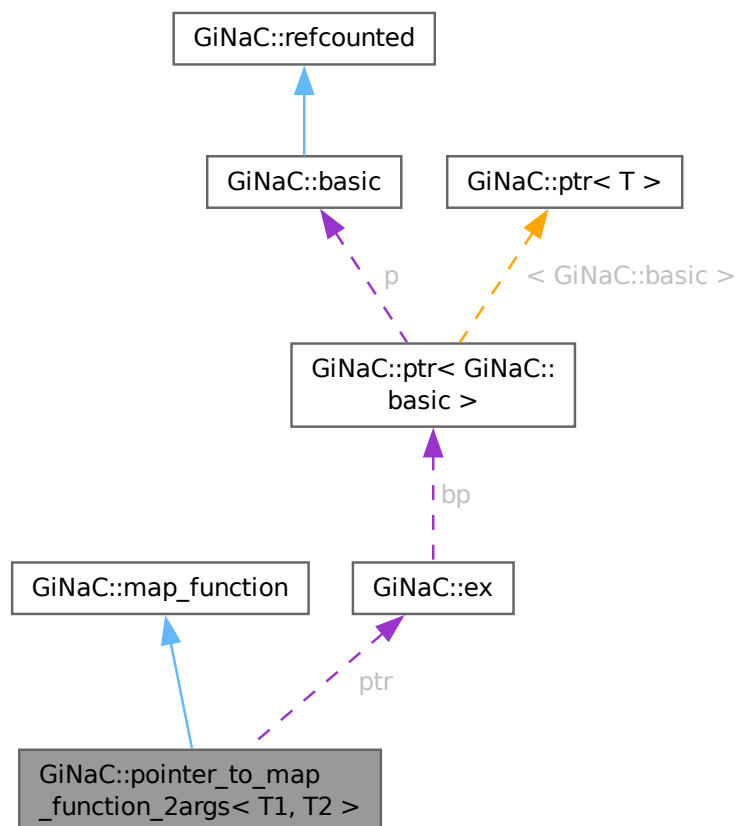 GiNaC::refcounted
GiNaC::basic
GiNaC::ptr< T >
p
< GiNaC::basic >
GiNaC::ptr< GiNaC::
basic >
bp
GiNaC::map_function
GiNaC::ex
ptr
GiNaC::pointer_to_map
_function_2args< T1, T2 >